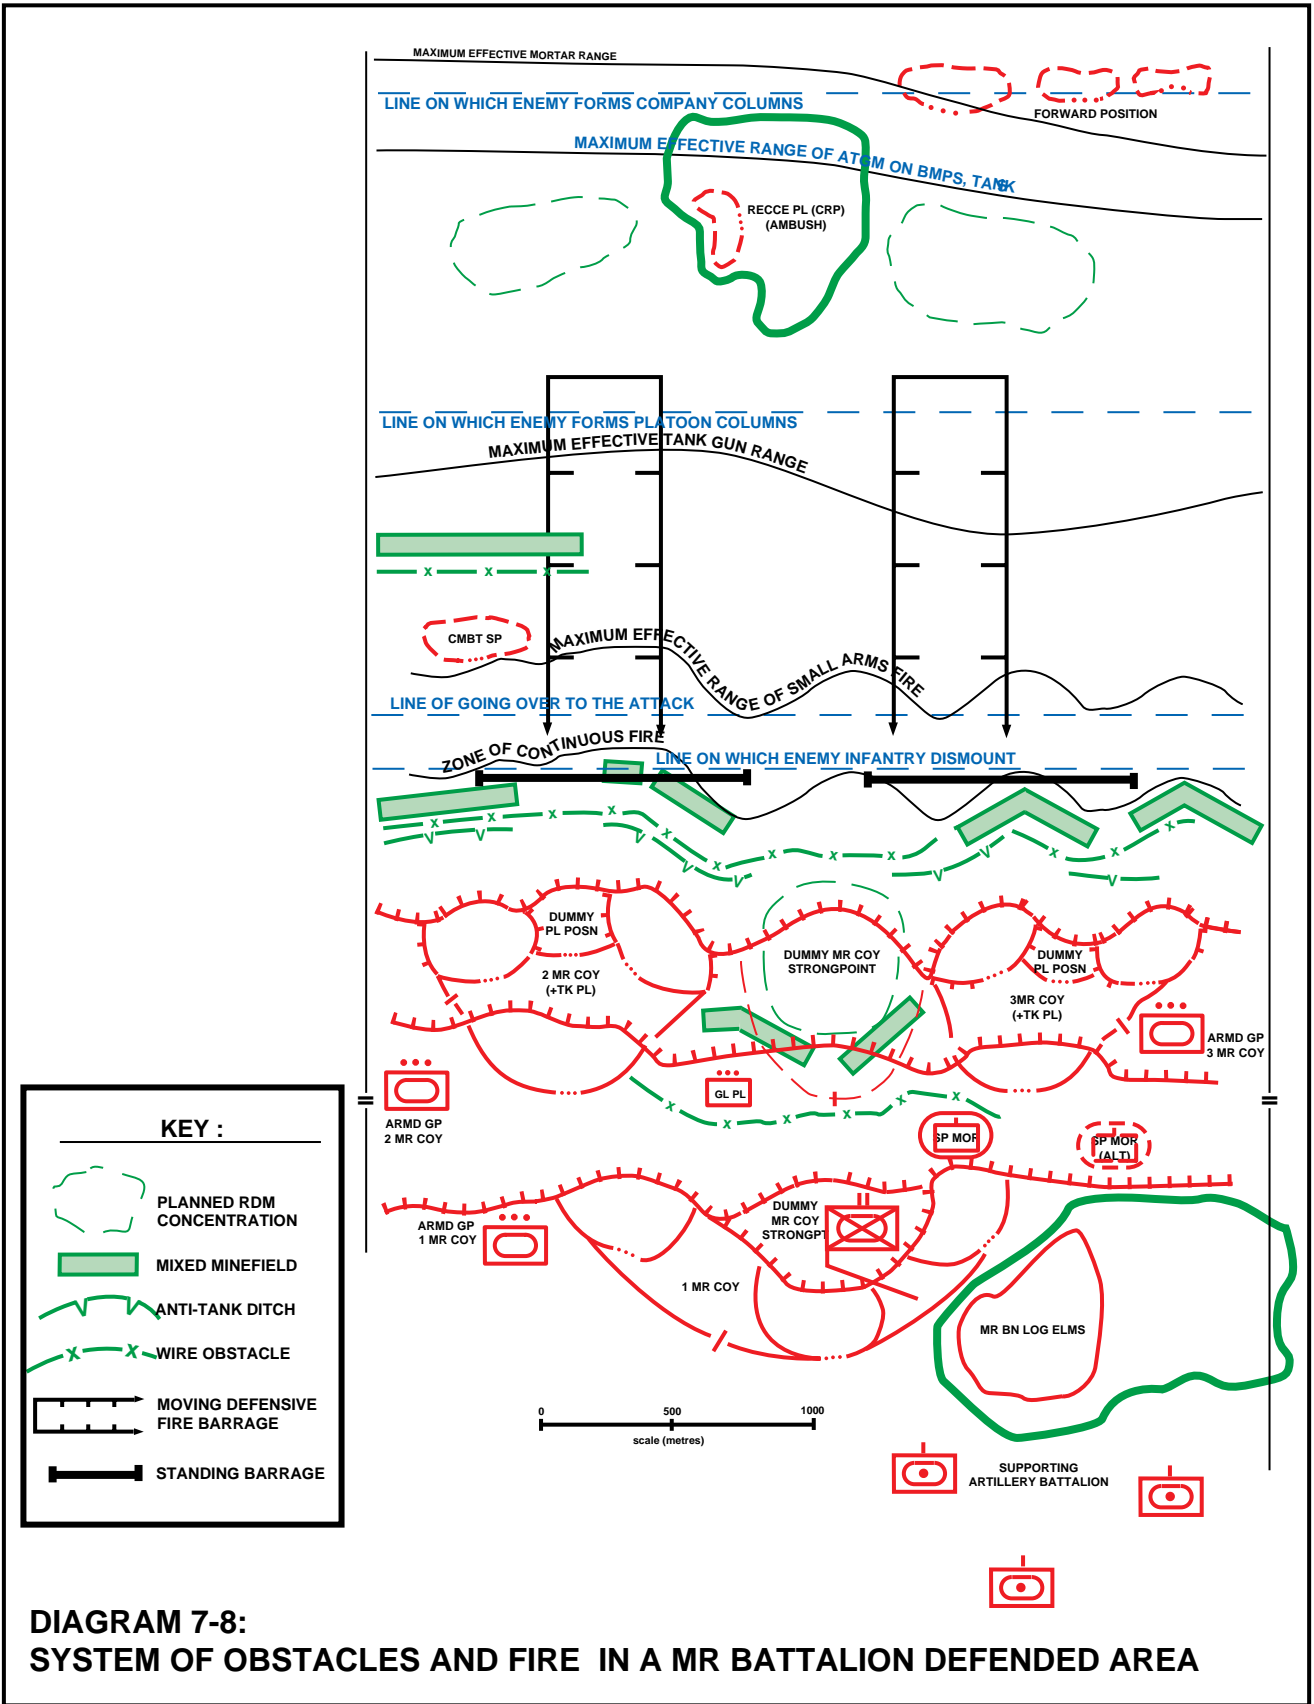 MAXIMUM EFFECTIVE MORTAR RANGE
LINE ON WHICH ENEMY FORMS COMPANY COLUMNS
FORWARD POSITION
MAXIMUM EFFECTIVE RANGE OF ATGM ON BMPS, TANKS
RECCE PL (CRP)
(AMBUSH)
LINE ON WHICH ENEMY FORMS PLATOON COLUMNS
MAXIMUM EFFECTIVE TANK GUN RANGE
x x x
CMBT SP
MAXIMUM EFFECTIVE RANGE OF SMALL ARMS FIRE
LINE OF GOING OVER TO THE ATTACK
ZONE OF CONTINUOUS FIRE
LINE ON WHICH ENEMY INFANTRY DISMOUNT
DUMMY
PL POSN
2 MR COY
(+TK PL)
DUMMY MR COY
STRONGPOINT
DUMMY
PL POSN
3MR COY
(+TK PL)
ARMD GP
3 MR COY
ARMD GP
2 MR COY
GL PL
SP MOR
SP MOR
(ALT)
ARMD GP
1 MR COY
DUMMY
MR COY
STRONGPT
1 MR COY
MR BN LOG ELMS
0 500 1000
scale (metres)
SUPPORTING
ARTILLERY BATTALION
KEY :
PLANNED RDM
CONCENTRATION
MIXED MINEFIELD
ANTI-TANK DITCH
X X WIRE OBSTACLE
MOVING DEFENSIVE
FIRE BARRAGE
STANDING BARRAGE
DIAGRAM 7-8:
SYSTEM OF OBSTACLES AND FIRE IN A MR BATTALION DEFENDED AREA